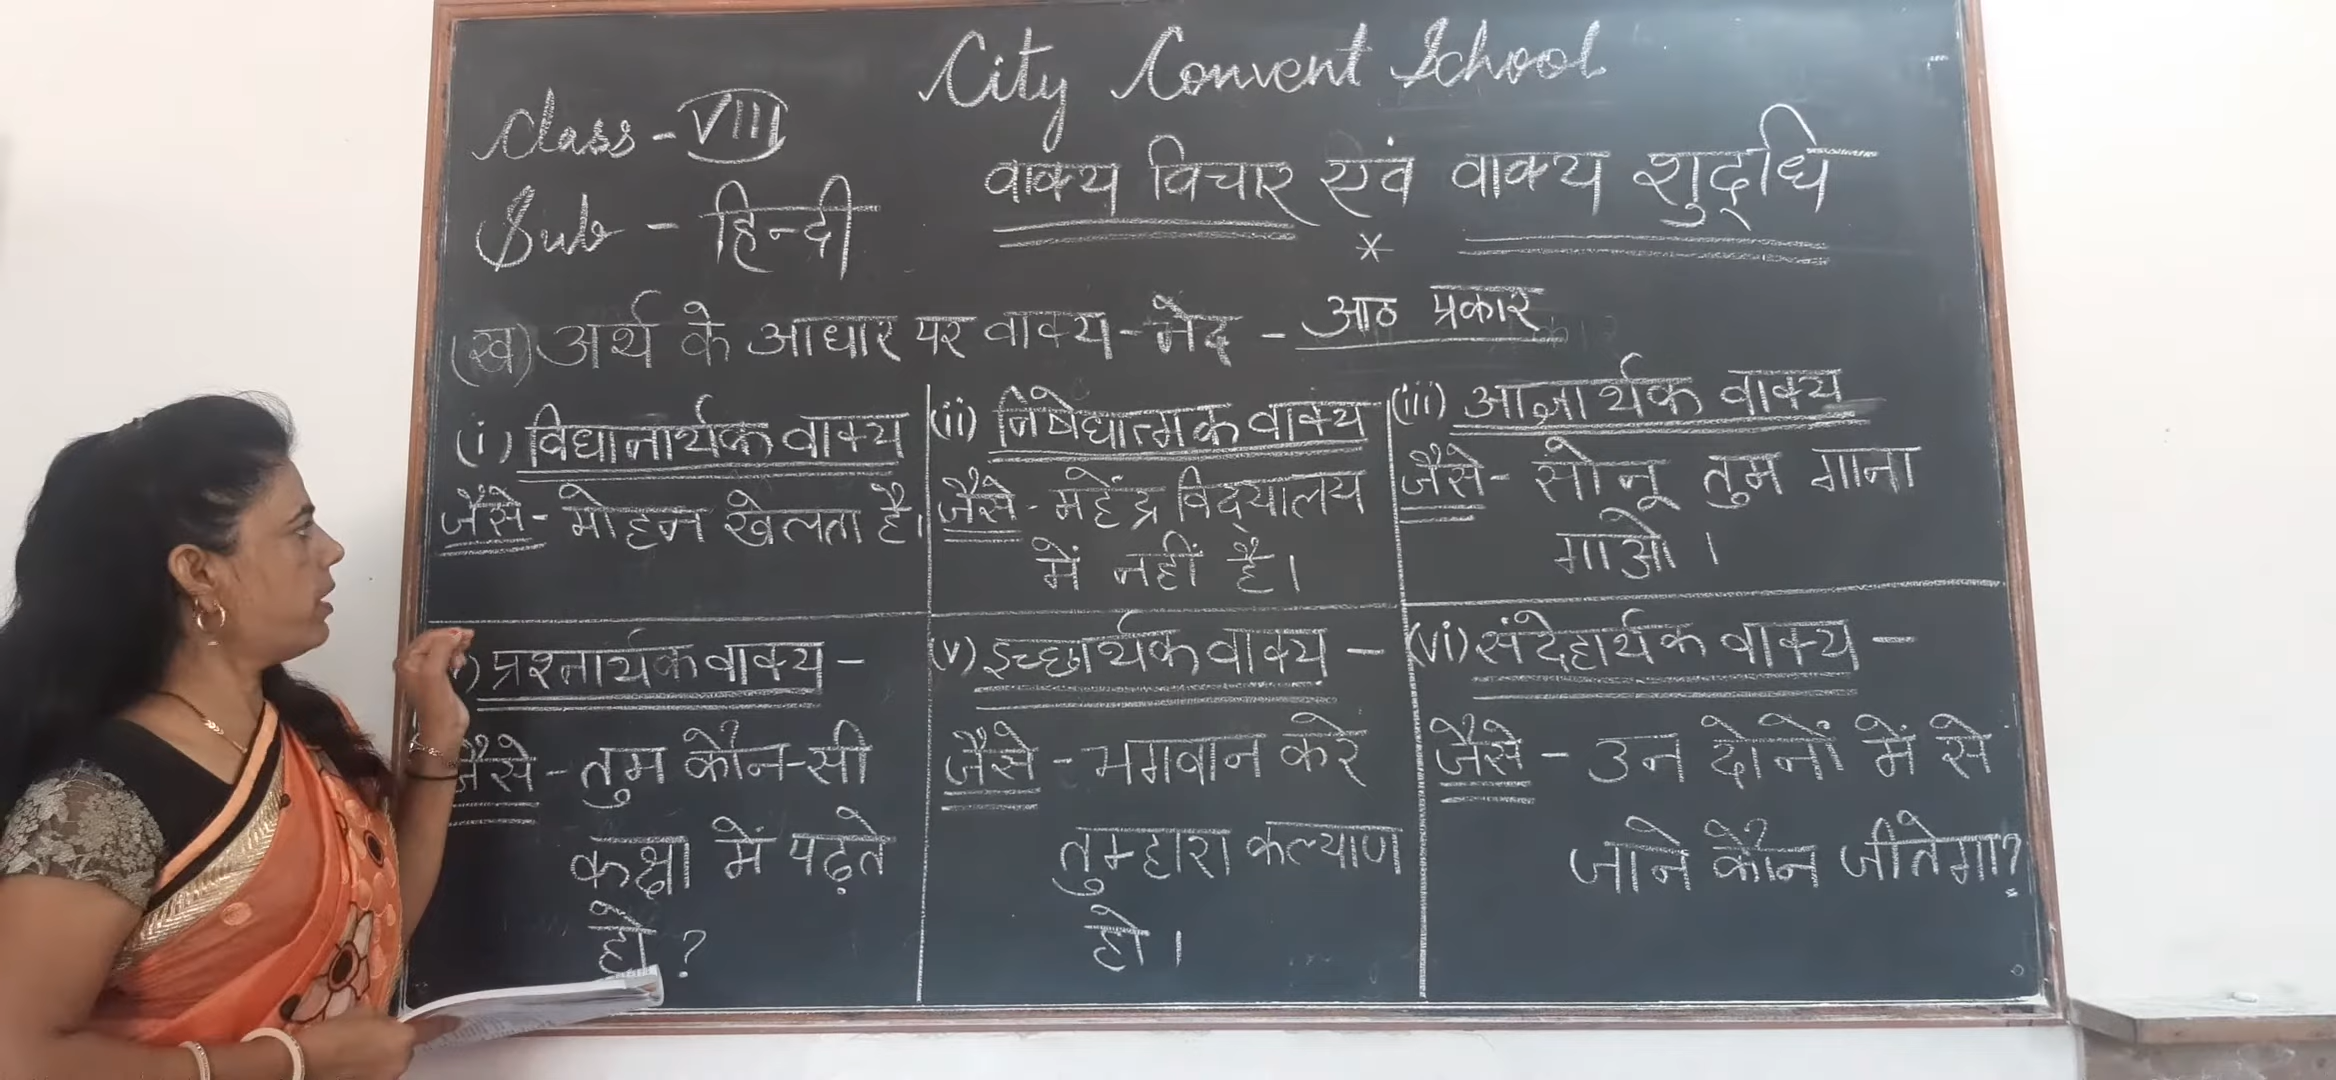 City Convent School
Class - VIII
वाक्य विचार एवं वाक्य शुद्धि
Sub - हिन्दी
(ख) अर्थ के आधार पर वाक्य-भेद - आठ प्रकार
(i) विधानार्थक वाक्य
जैसे- मोहन खेलता है।
(ii) निषेधात्मक वाक्य
जैसे - महेंद्र विद्यालय
में नहीं है।
(iii) आज्ञार्थक वाक्य
जैसे- सोनू तुम गाना
गाओ ।
) प्रश्नार्थक वाक्य -
जैसे - तुम कौन-सी
कक्षा में पढ़ते
हो ?
(v) इच्छार्थक वाक्य -
जैसे - भगवान करे
तुम्हारा कल्याण
हो ।
(vi) संदेहार्थक वाक्य -
जैसे - उन दोनों में से
जाने कौन जीतेगा?